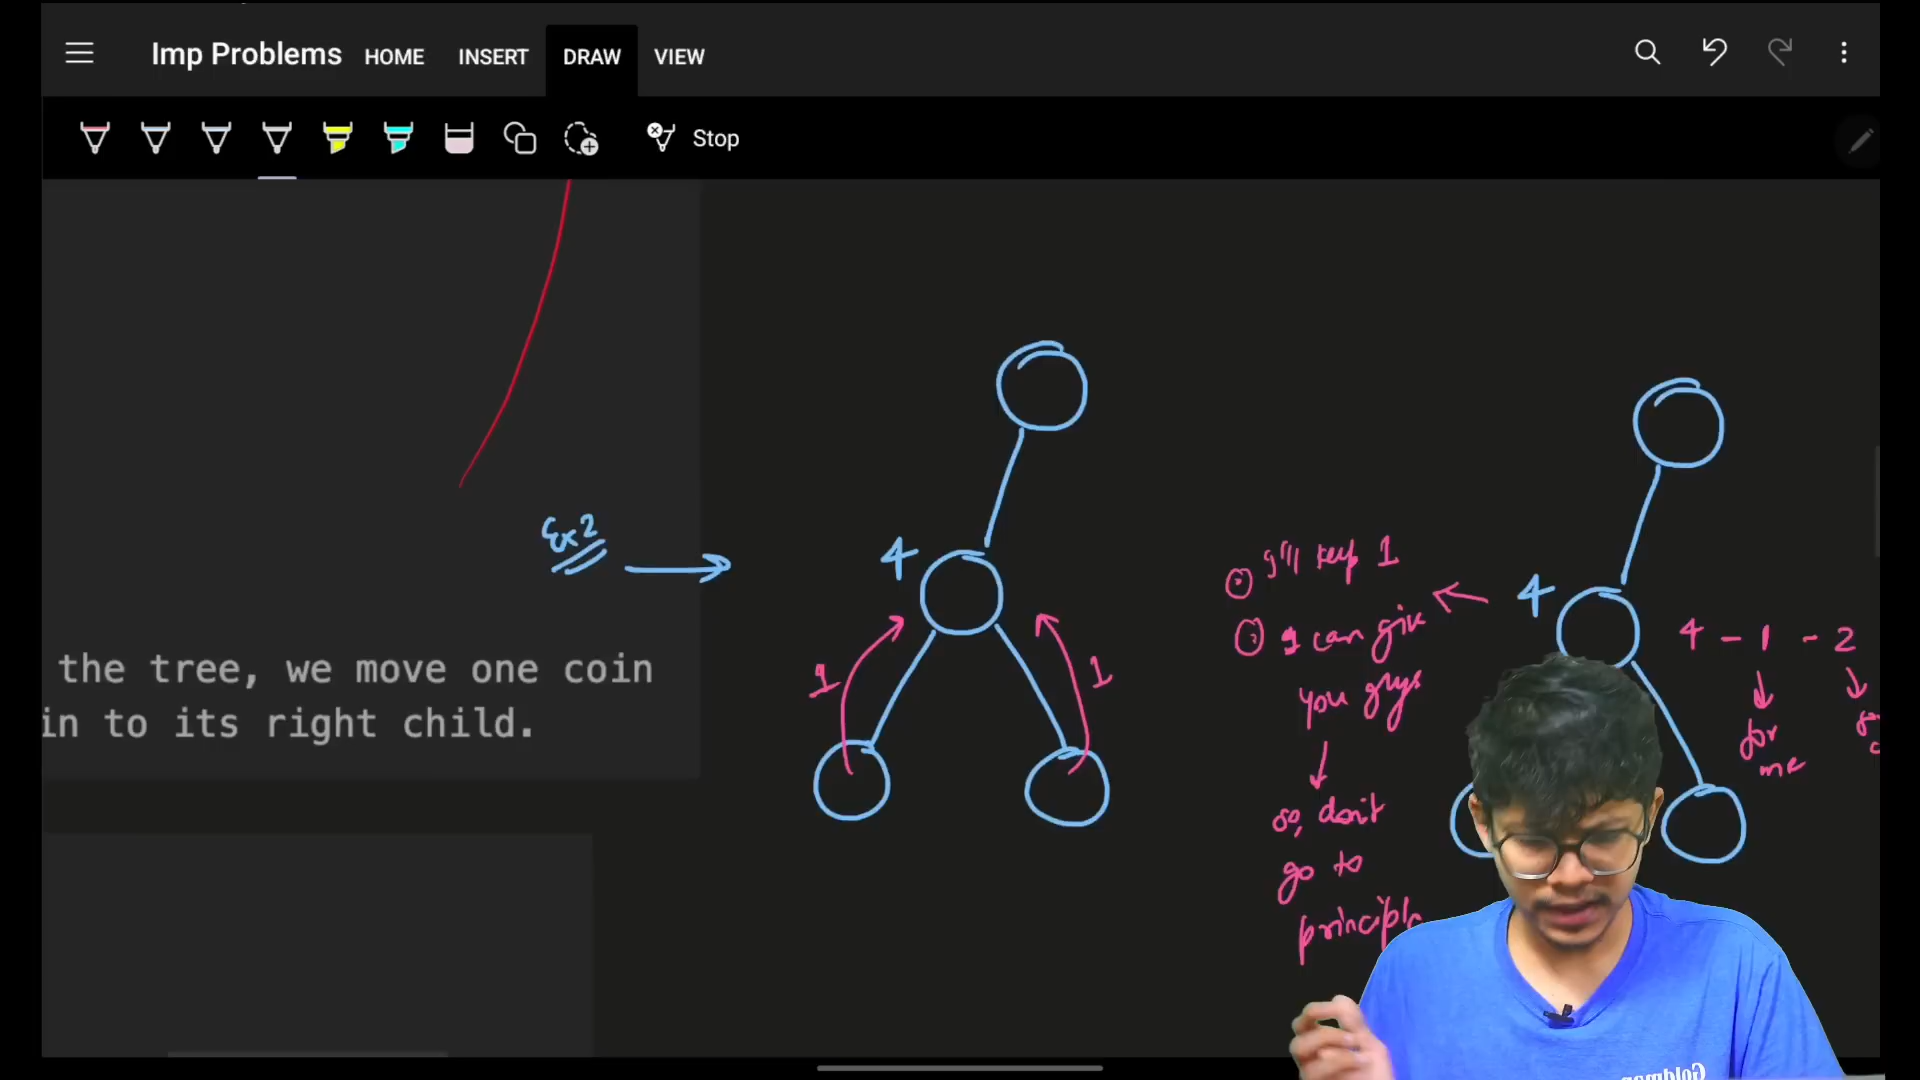 Imp Problems HOME INSERT DRAW VIEW
Stop
Ex2
the tree, we move one coin
in to its right child.
4
1
1
I'll keep 1
I can give
you guys
so, don't
go to
principle
4
4 - 1 - 2
for
me